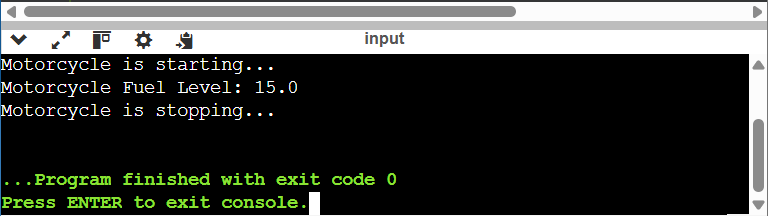 input
Motorcycle is starting...
Motorcycle Fuel Level: 15.0
Motorcycle is stopping...
...Program finished with exit code 0
Press ENTER to exit console.